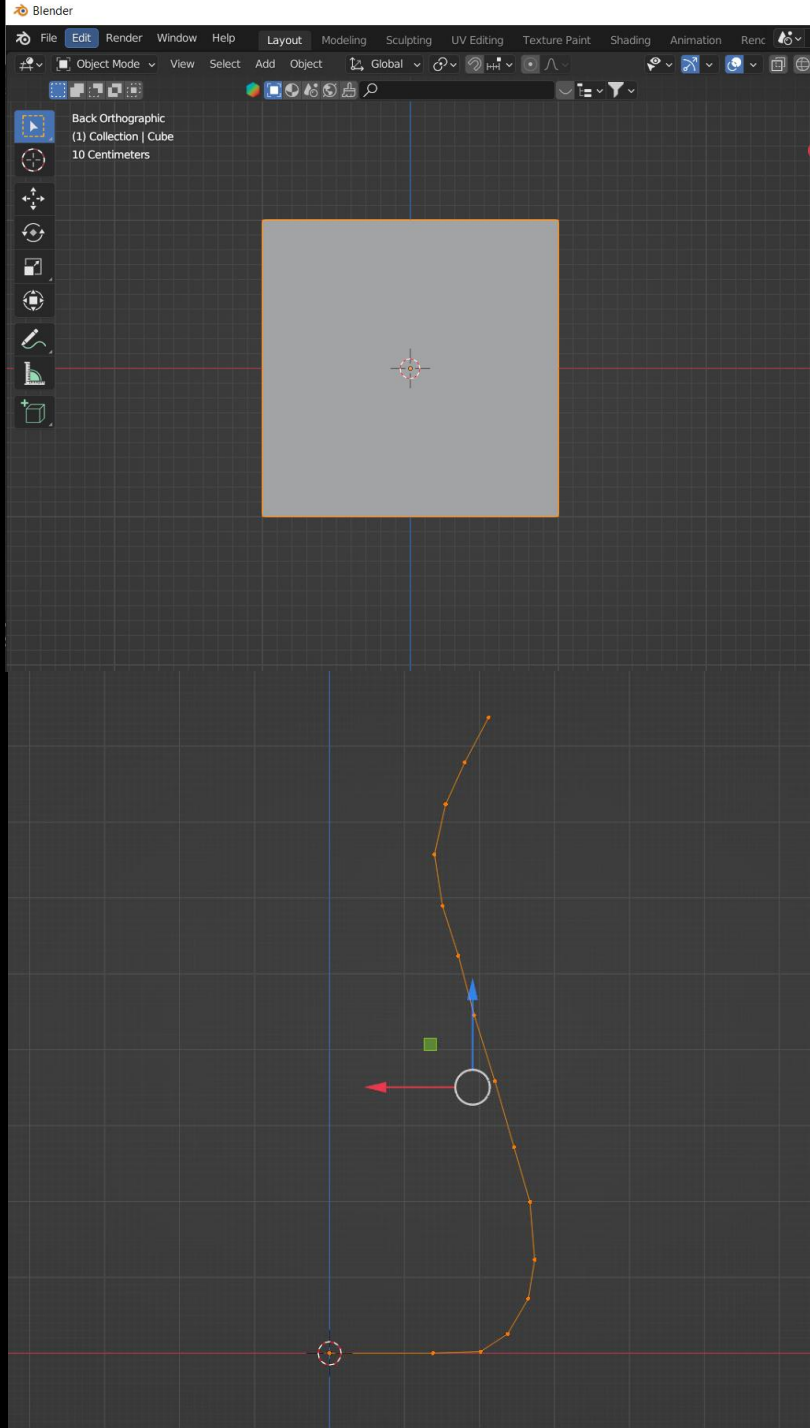 Blender
File Edit Render Window Help Layout Modeling Sculpting UV Editing Texture Paint Shading Animation Renc
Object Mode View Select Add Object Global
Back Orthographic
(1) Collection | Cube
10 Centimeters